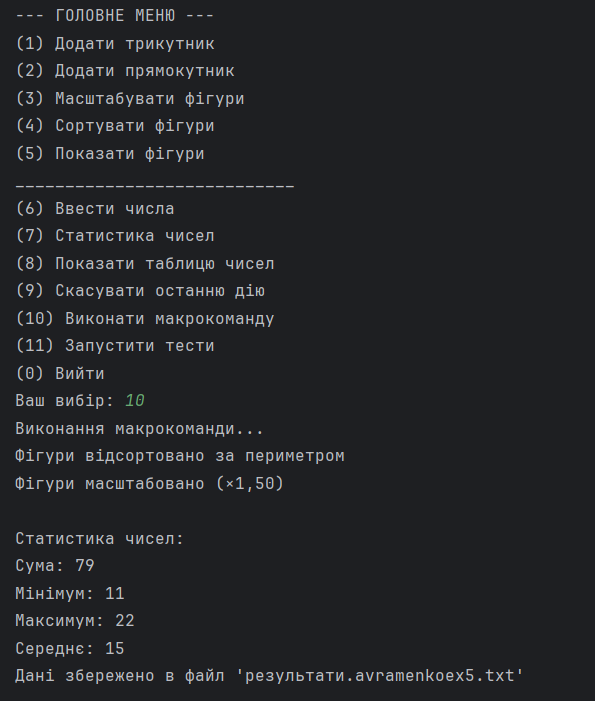 --- ГОЛОВНЕ МЕНЮ ---
(1) Додати трикутник
(2) Додати прямокутник
(3) Масштабувати фігури
(4) Сортувати фігури
(5) Показати фігури
____________________________
(6) Ввести числа
(7) Статистика чисел
(8) Показати таблицю чисел
(9) Скасувати останню дію
(10) Виконати макрокоманду
(11) Запустити тести
(0) Вийти
Ваш вибір: 10
Виконання макрокоманди...
Фігури відсортовано за периметром
Фігури масштабовано (×1,50)

Статистика чисел:
Сума: 79
Мінімум: 11
Максимум: 22
Середнє: 15
Дані збережено в файл 'результати.avramenkoex5.txt'